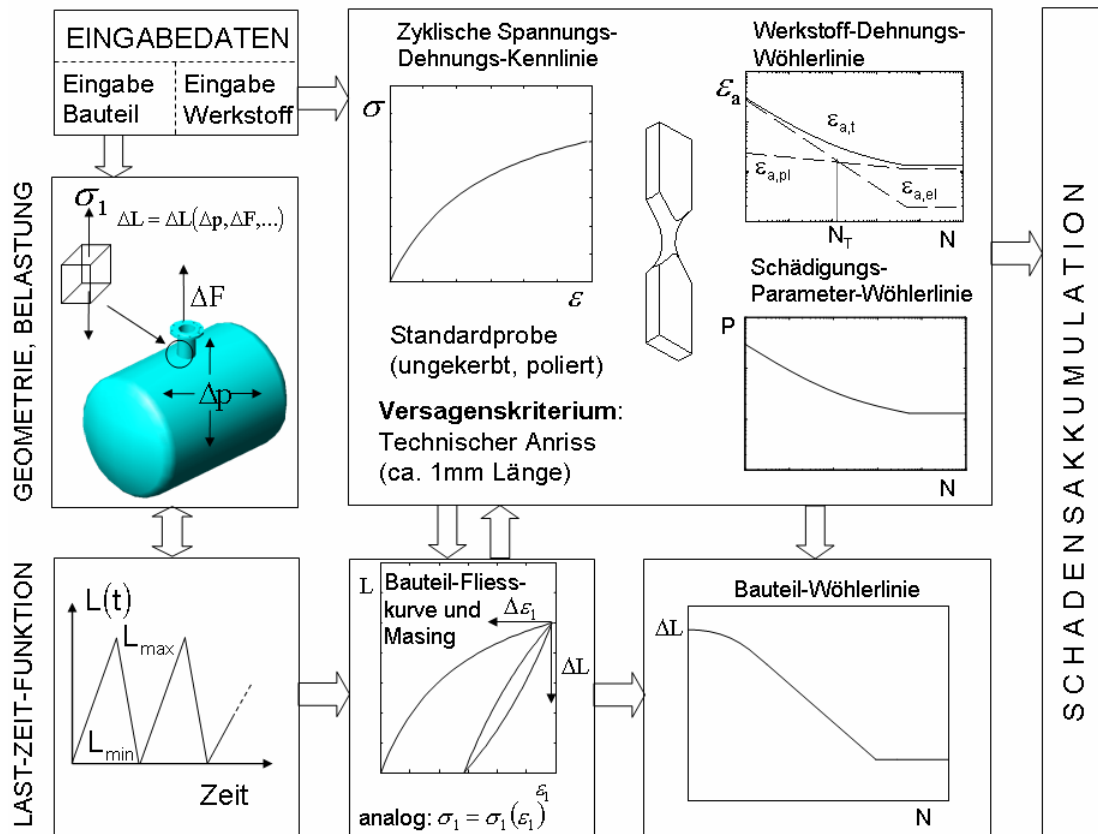 EINGABEDATEN
Eingabe
Bauteil
Eingabe
Werkstoff
GEOMETRIE, BELASTUNG
σ₁
ΔL = ΔL(Δp,ΔF,...)
ΔF
Δp
Zyklische Spannungs-
Dehnungs-Kennlinie
σ
ε
Standardprobe
(ungekerbt, poliert)
Versagenskriterium:
Technischer Anriss
(ca. 1mm Länge)
Werkstoff-Dehnungs-
Wöhlerlinie
εa
εa,t
εa,pl
εa,el
N_T
N
Schädigungs-
Parameter-Wöhlerlinie
P
N
SCHADENSAKKUMULATION
LAST-ZEIT-FUNKTION
L(t)
Lmax
Lmin
Zeit
L
Bauteil-Fliess-
kurve und
Masing
Δε₁
ΔL
ε₁
analog: σ₁ = σ₁(ε₁)
Bauteil-Wöhlerlinie
ΔL
N